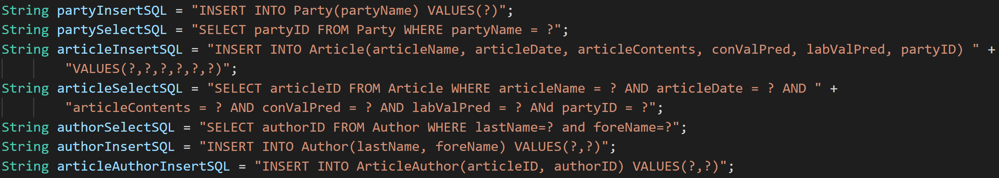 String partyInsertSQL = "INSERT INTO Party(partyName) VALUES(?)";
String partySelectSQL = "SELECT partyID FROM Party WHERE partyName = ?";
String articleInsertSQL = "INSERT INTO Article(articleName, articleDate, articleContents, conValPred, labValPred, partyID) " +
"VALUES(?,?,?,?,?,?)";
String articleSelectSQL = "SELECT articleID FROM Article WHERE articleName = ? AND articleDate = ? AND " +
"articleContents = ? AND conValPred = ? AND labValPred = ? ANd partyID = ?";
String authorSelectSQL = "SELECT authorID FROM Author WHERE lastName=? and foreName=?";
String authorInsertSQL = "INSERT INTO Author(lastName, foreName) VALUES(?,?)";
String articleAuthorInsertSQL = "INSERT INTO ArticleAuthor(articleID, authorID) VALUES(?,?)";